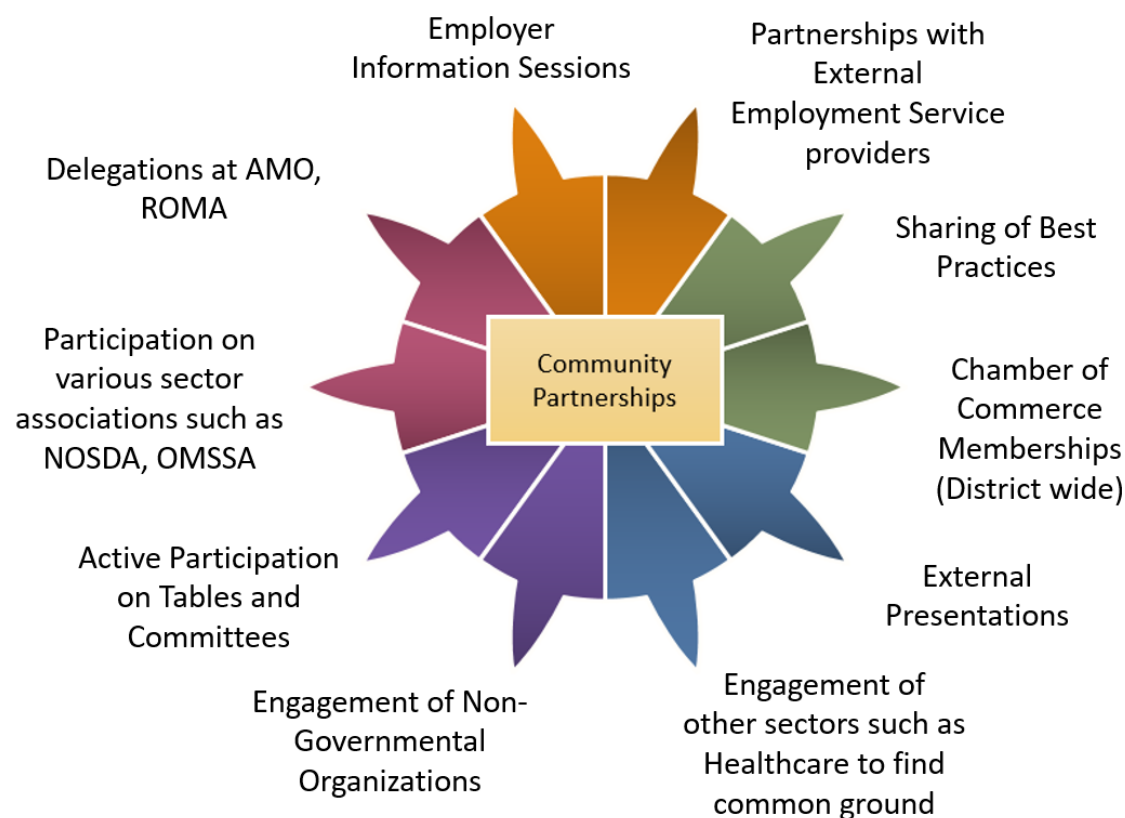 Employer
Information Sessions
Partnerships with
External
Employment Service
providers
Sharing of Best
Practices
Chamber of
Commerce
Memberships
(District wide)
External
Presentations
Engagement of
other sectors such as
Healthcare to find
common ground
Engagement of Non-
Governmental
Organizations
Active Participation
on Tables and
Committees
Participation on
various sector
associations such as
NOSDA, OMSSA
Delegations at AMO,
ROMA
Community
Partnerships